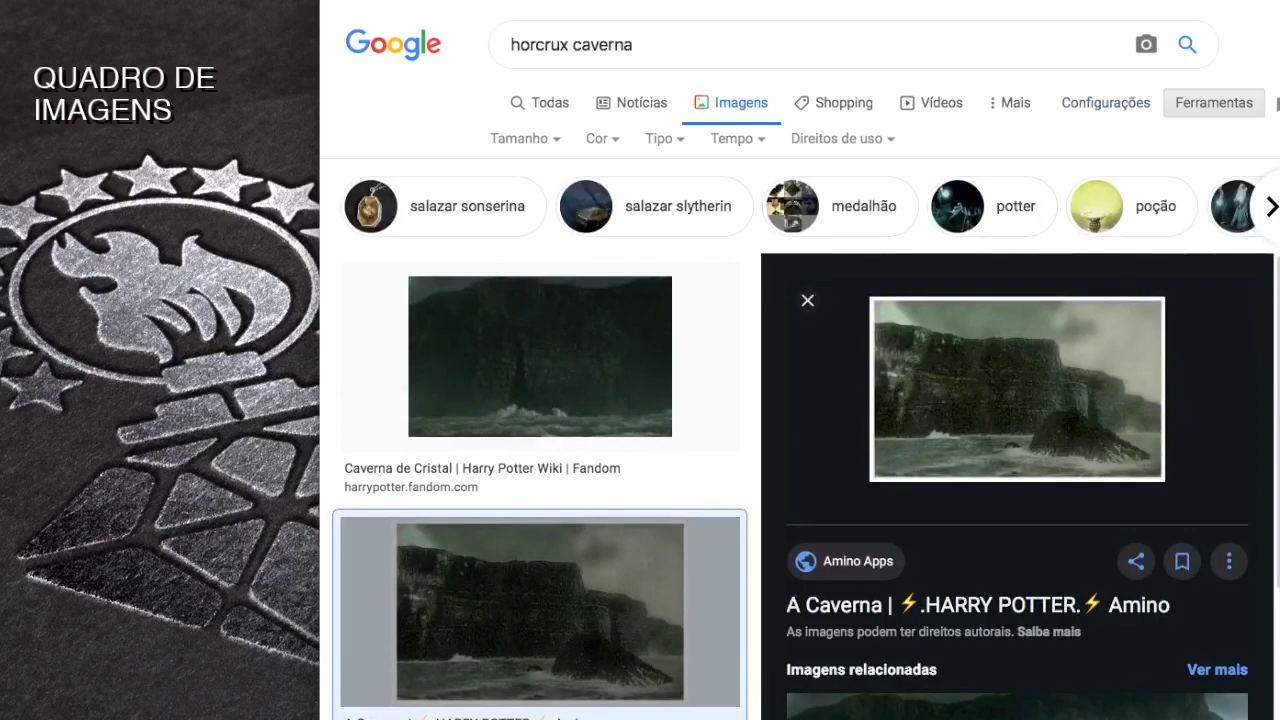 QUADRO DE
IMAGENS
Google
horcrux caverna
Todas
Notícias
Imagens
Shopping
Vídeos
Mais
Configurações
Ferramentas
Tamanho
Cor
Tipo
Tempo
Direitos de uso
salazar sonserina
salazar slytherin
medalhão
potter
poção
Caverna de Cristal | Harry Potter Wiki | Fandom
harrypotter.fandom.com
Amino Apps
A Caverna | ⚡.HARRY POTTER.⚡ Amino
As imagens podem ter direitos autorais. Saiba mais
Imagens relacionadas
Ver mais